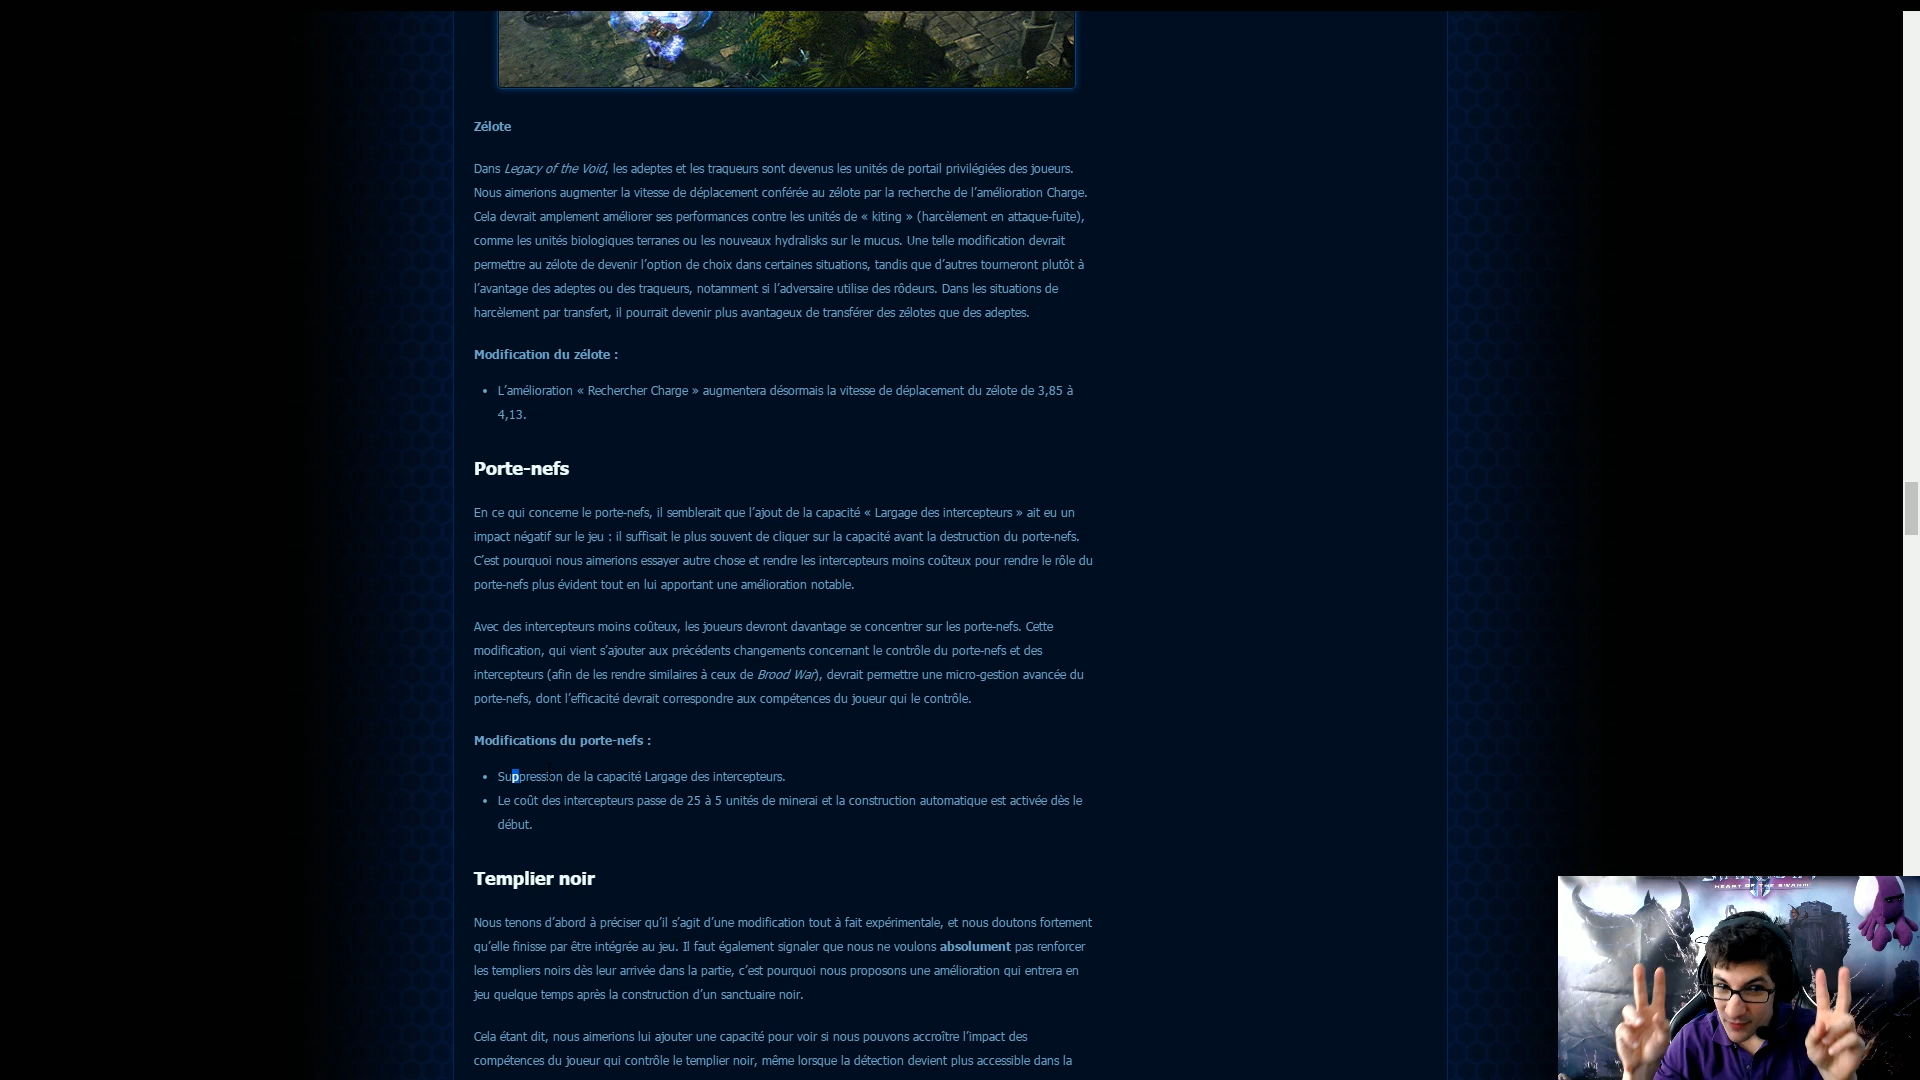 Zélote
Dans Legacy of the Void, les adeptes et les traqueurs sont devenus les unités de portail privilégiées des joueurs.
Nous aimerions augmenter la vitesse de déplacement conférée au zélote par la recherche de l’amélioration Charge.
Cela devrait amplement améliorer ses performances contre les unités de « kiting » (harcèlement en attaque-fuite),
comme les unités biologiques terranes ou les nouveaux hydralisks sur le mucus. Une telle modification devrait
permettre au zélote de devenir l’option de choix dans certaines situations, tandis que d’autres tourneront plutôt à
l’avantage des adeptes ou des traqueurs, notamment si l’adversaire utilise des rôdeurs. Dans les situations de
harcèlement par transfert, il pourrait devenir plus avantageux de transférer des zélotes que des adeptes.
Modification du zélote :
• L’amélioration « Rechercher Charge » augmentera désormais la vitesse de déplacement du zélote de 3,85 à
4,13.
Porte-nefs
En ce qui concerne le porte-nefs, il semblerait que l’ajout de la capacité « Largage des intercepteurs » ait eu un
impact négatif sur le jeu : il suffisait le plus souvent de cliquer sur la capacité avant la destruction du porte-nefs.
C’est pourquoi nous aimerions essayer autre chose et rendre les intercepteurs moins coûteux pour rendre le rôle du
porte-nefs plus évident tout en lui apportant une amélioration notable.
Avec des intercepteurs moins coûteux, les joueurs devront davantage se concentrer sur les porte-nefs. Cette
modification, qui vient s’ajouter aux précédents changements concernant le contrôle du porte-nefs et des
intercepteurs (afin de les rendre similaires à ceux de Brood War), devrait permettre une micro-gestion avancée du
porte-nefs, dont l’efficacité devrait correspondre aux compétences du joueur qui le contrôle.
Modifications du porte-nefs :
• Suppression de la capacité Largage des intercepteurs.
• Le coût des intercepteurs passe de 25 à 5 unités de minerai et la construction automatique est activée dès le
début.
Templier noir
Nous tenons d’abord à préciser qu’il s’agit d’une modification tout à fait expérimentale, et nous doutons fortement
qu’elle finisse par être intégrée au jeu. Il faut également signaler que nous ne voulons absolument pas renforcer
les templiers noirs dès leur arrivée dans la partie, c’est pourquoi nous proposons une amélioration qui entrera en
jeu quelque temps après la construction d’un sanctuaire noir.
Cela étant dit, nous aimerions lui ajouter une capacité pour voir si nous pouvons accroître l’impact des
compétences du joueur qui contrôle le templier noir, même lorsque la détection devient plus accessible dans la
HEART OF THE SWARM